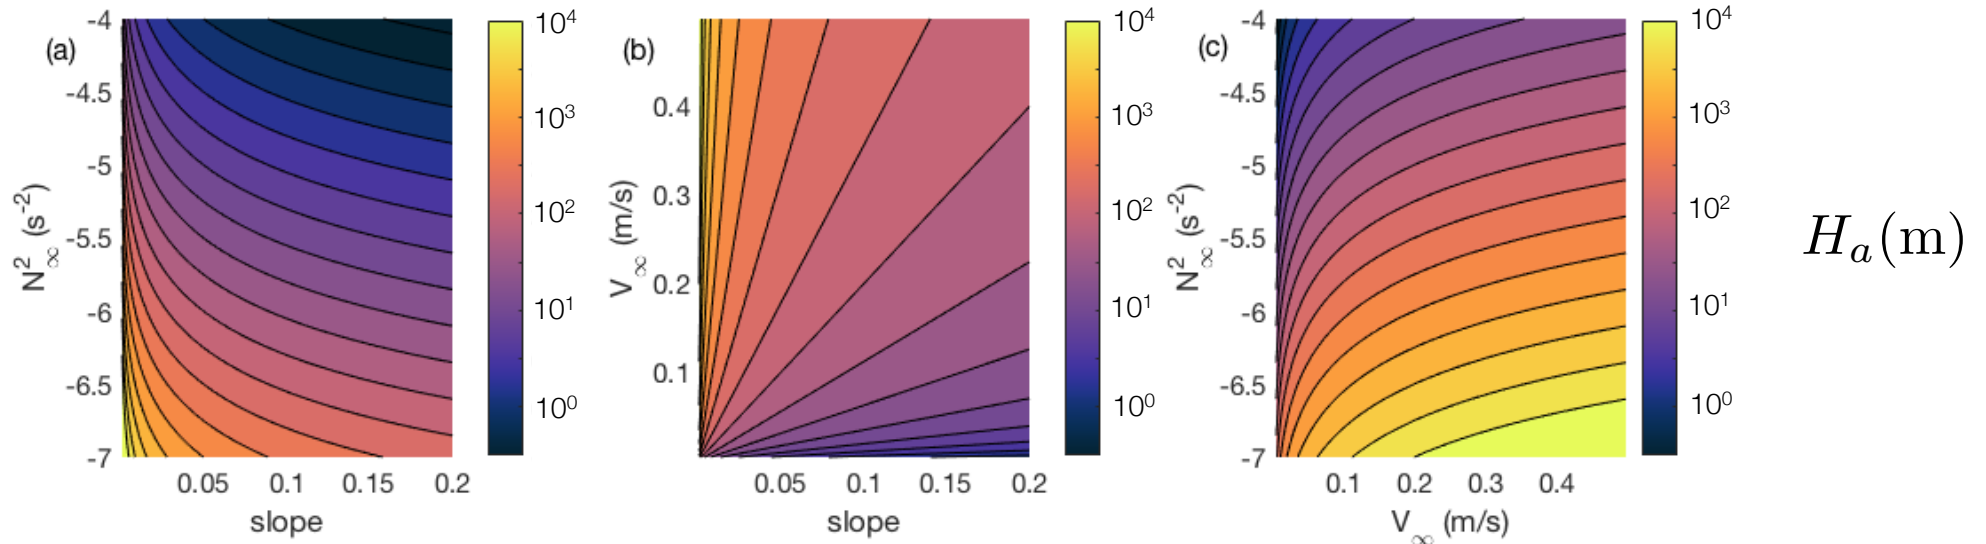 (a)
-4
-4.5
-5
-5.5
-6
-6.5
-7
N²∞ (s⁻²)
0.05 0.1 0.15 0.2
slope
10⁴
10³
10²
10¹
10⁰
(b)
0.4
0.3
0.2
0.1
V∞ (m/s)
0.05 0.1 0.15 0.2
slope
10⁴
10³
10²
10¹
10⁰
(c)
-4
-4.5
-5
-5.5
-6
-6.5
-7
N²∞ (s⁻²)
0.1 0.2 0.3 0.4
V∞ (m/s)
10⁴
10³
10²
10¹
10⁰
Hₐ(m)